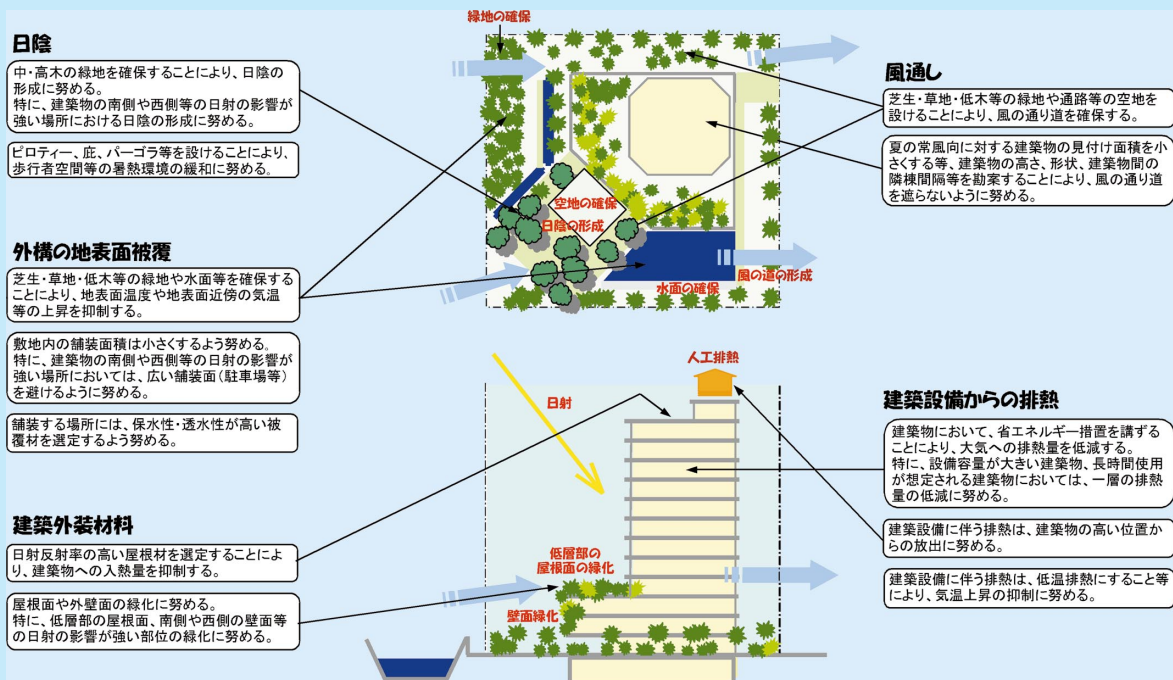 日陰
中・高木の緑地を確保することにより、日陰の
形成に努める。
特に、建築物の南側や西側等の日射の影響が
強い場所における日陰の形成に努める。
ピロティー、庇、パーゴラ等を設けることにより、
歩行者空間等の暑熱環境の緩和に努める。
外構の地表面被覆
芝生・草地・低木等の緑地や水面等を確保する
ことにより、地表面温度や地表面近傍の気温
等の上昇を抑制する。
敷地内の舗装面積は小さくするよう努める。
特に、建築物の南側や西側等の日射の影響が
強い場所においては、広い舗装面(駐車場等)
を避けるように努める。
舗装する場所には、保水性・透水性が高い被
覆材を選定するよう努める。
建築外装材料
日射反射率の高い屋根材を選定することによ
り、建築物への入熱量を抑制する。
屋根面や外壁面の緑化に努める。
特に、低層部の屋根面、南側や西側の壁面等
の日射の影響が強い部位の緑化に努める。
緑地の確保
空地の確保
日陰の形成
風の道の形成
水面の確保
人工排熱
日射
低層部の
屋根面の緑化
壁面緑化
風通し
芝生・草地・低木等の緑地や通路等の空地を
設けることにより、風の通り道を確保する。
夏の常風向に対する建築物の見付け面積を小
さくする等、建築物の高さ、形状、建築物間の
隣棟間隔等を勘案することにより、風の通り道
を遮らないように努める。
建築設備からの排熱
建築物において、省エネルギー措置を講ずる
ことにより、大気への排熱量を低減する。
特に、設備容量が大きい建築物、長時間使用
が想定される建築物においては、一層の排熱
量の低減に努める。
建築設備に伴う排熱は、建築物の高い位置か
らの放出に努める。
建築設備に伴う排熱は、低温排熱にすること等
により、気温上昇の抑制に努める。